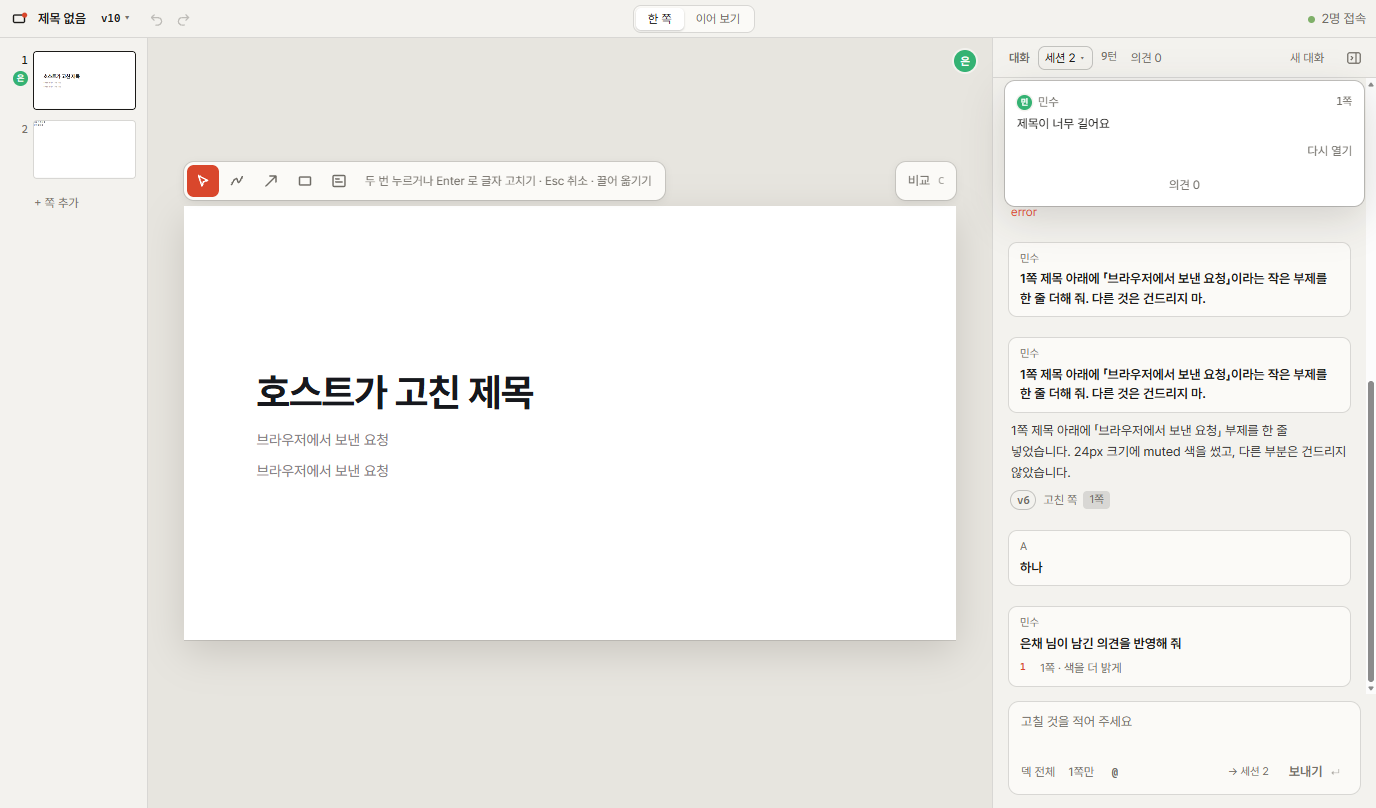 제목 없음 v10
한 쪽 이어 보기
2명 접속
1
은
호스트가 고친 제목
2
+ 쪽 추가
은
두 번 누르거나 Enter 로 글자 고치기 · Esc 취소 · 끌어 옮기기
비교 C
호스트가 고친 제목
브라우저에서 보낸 요청
브라우저에서 보낸 요청
대화 세션 2 9턴 의견 0 새 대화
민 민수 1쪽
제목이 너무 길어요
다시 열기
의견 0
error
민수
1쪽 제목 아래에 「브라우저에서 보낸 요청」이라는 작은 부제를
한 줄 더해 줘. 다른 것은 건드리지 마.
민수
1쪽 제목 아래에 「브라우저에서 보낸 요청」이라는 작은 부제를
한 줄 더해 줘. 다른 것은 건드리지 마.
1쪽 제목 아래에 「브라우저에서 보낸 요청」 부제를 한 줄
넣었습니다. 24px 크기에 muted 색을 썼고, 다른 부분은 건드리지
않았습니다.
v6 고친 쪽 1쪽
A
하나
민수
은채 님이 남긴 의견을 반영해 줘
1 1쪽 · 색을 더 밝게
고칠 것을 적어 주세요
덱 전체 1쪽만 @ → 세션 2 보내기 ↵